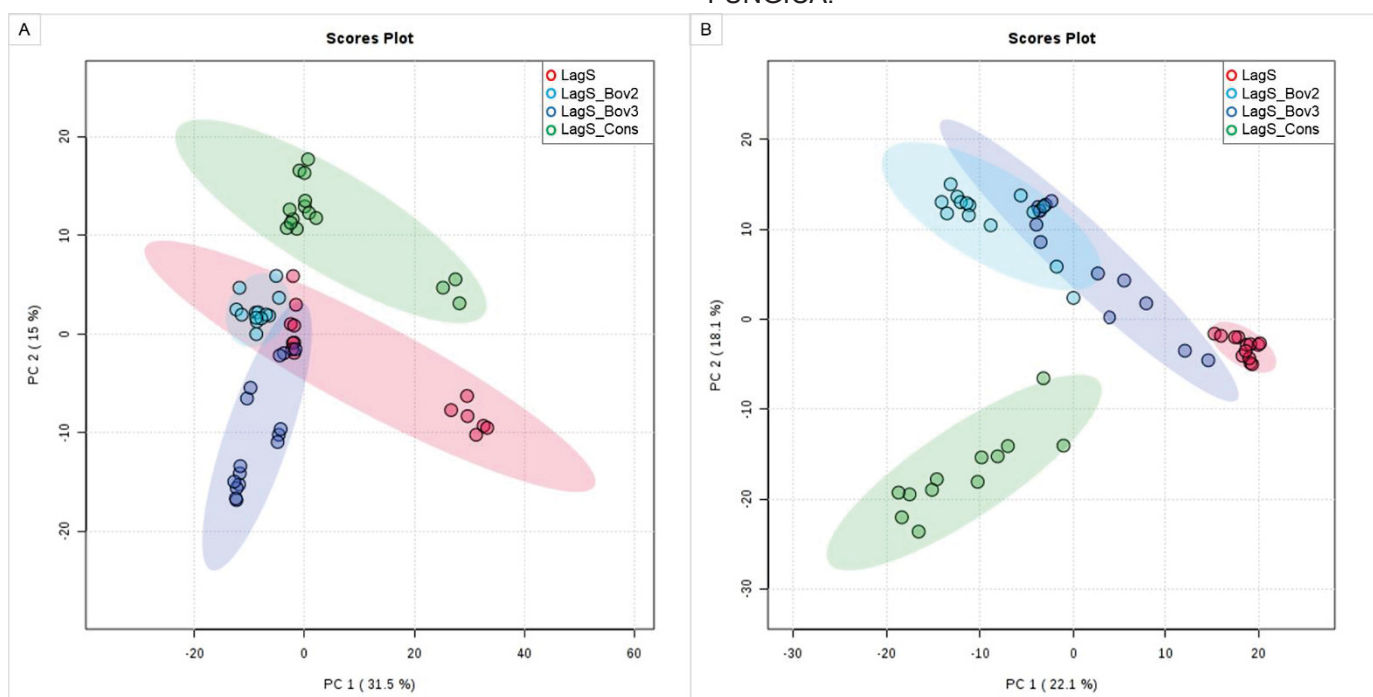 FUNGICA.
A
Scores Plot
LagS
LagS_Bov2
LagS_Bov3
LagS_Cons
20
10
0
-10
-20
PC 2 ( 15 %)
-20
0
20
40
60
PC 1 ( 31.5 %)
B
Scores Plot
LagS
LagS_Bov2
LagS_Bov3
LagS_Cons
20
10
0
-10
-20
-30
PC 2 ( 18.1 %)
-30
-20
-10
0
10
20
PC 1 ( 22.1 %)